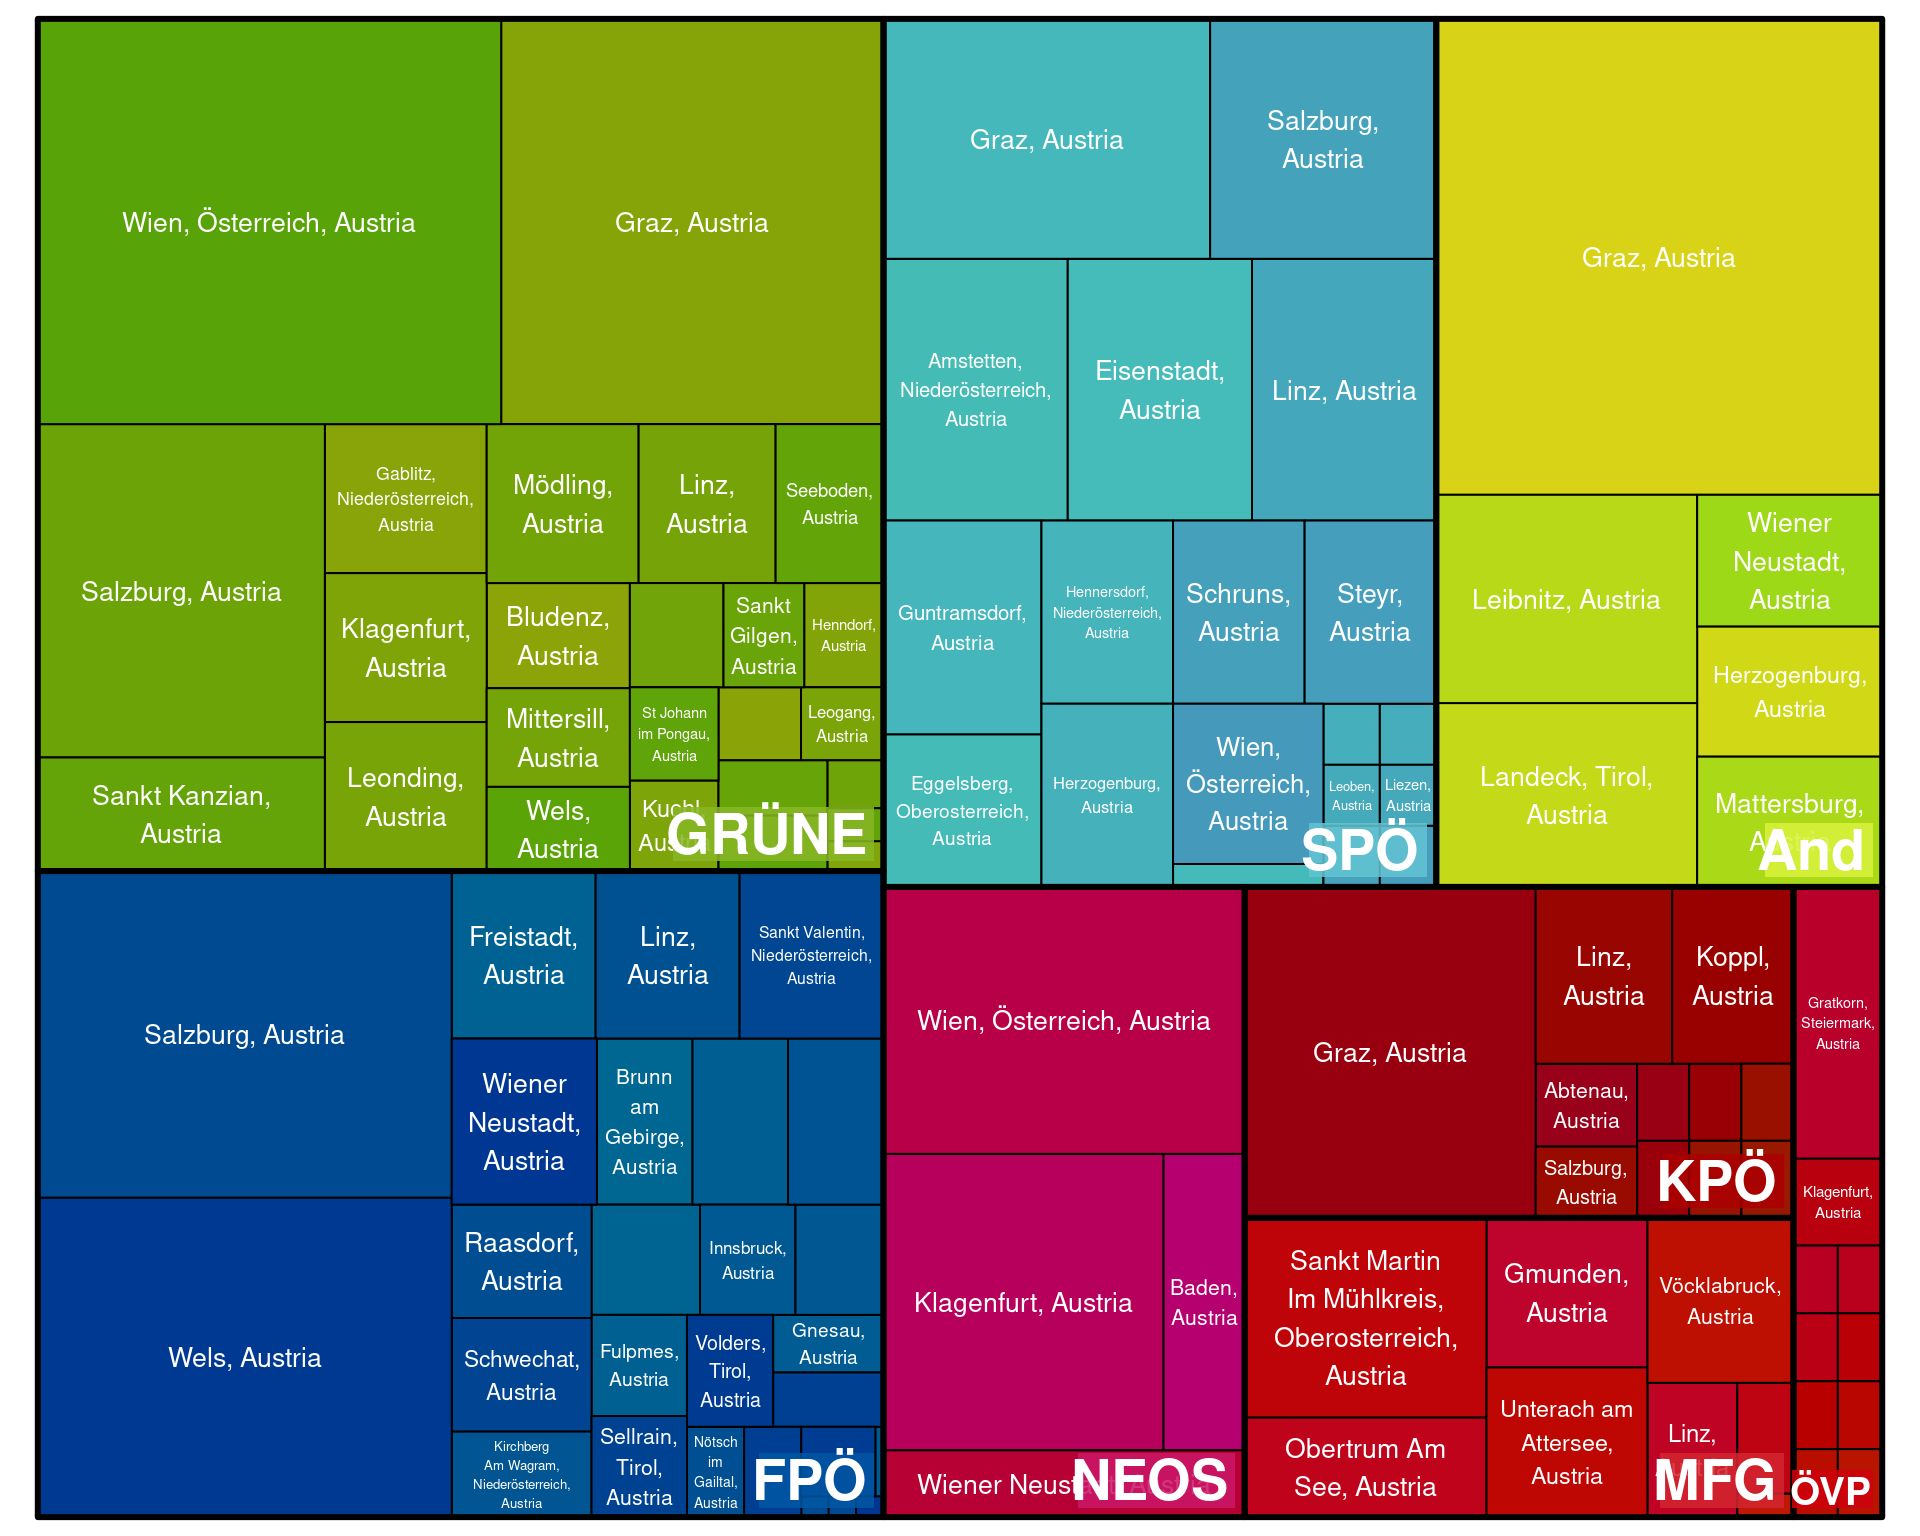 Wien, Österreich, Austria
Graz, Austria
Salzburg, Austria
Gablitz,
Niederösterreich,
Austria
Mödling,
Austria
Linz,
Austria
Seeboden,
Austria
Klagenfurt,
Austria
Bludenz,
Austria
Sankt
Gilgen,
Austria
Henndorf,
Austria
Mittersill,
Austria
St Johann
im Pongau,
Austria
Leogang,
Austria
Sankt Kanzian,
Austria
Leonding,
Austria
Wels,
Austria
Kuchl,
Austria
GRÜNE
Graz, Austria
Salzburg,
Austria
Amstetten,
Niederösterreich,
Austria
Eisenstadt,
Austria
Linz, Austria
Guntramsdorf,
Austria
Hennersdorf,
Niederösterreich,
Austria
Schruns,
Austria
Steyr,
Austria
Eggelsberg,
Oberosterreich,
Austria
Herzogenburg,
Austria
Wien,
Österreich,
Austria
Leoben,
Austria
Liezen,
Austria
SPÖ
Graz, Austria
Leibnitz, Austria
Wiener
Neustadt,
Austria
Herzogenburg,
Austria
Landeck, Tirol,
Austria
Mattersburg,
Austria
And
Salzburg, Austria
Freistadt,
Austria
Linz,
Austria
Sankt Valentin,
Niederösterreich,
Austria
Wiener
Neustadt,
Austria
Brunn
am
Gebirge,
Austria
Wels, Austria
Raasdorf,
Austria
Innsbruck,
Austria
Schwechat,
Austria
Fulpmes,
Austria
Volders,
Tirol,
Austria
Gnesau,
Austria
Kirchberg
Am Wagram,
Niederösterreich,
Austria
Sellrain,
Tirol,
Austria
Nötsch
im
Gailtal,
Austria
FPÖ
Wien, Österreich, Austria
Klagenfurt, Austria
Baden,
Austria
Wiener Neustadt, Austria
NEOS
Graz, Austria
Linz,
Austria
Koppl,
Austria
Abtenau,
Austria
Salzburg,
Austria
KPÖ
Sankt Martin
Im Mühlkreis,
Oberosterreich,
Austria
Gmunden,
Austria
Vöcklabruck,
Austria
Obertrum Am
See, Austria
Unterach am
Attersee,
Austria
Linz,
Austria
MFG
Gratkorn,
Steiermark,
Austria
Klagenfurt,
Austria
ÖVP